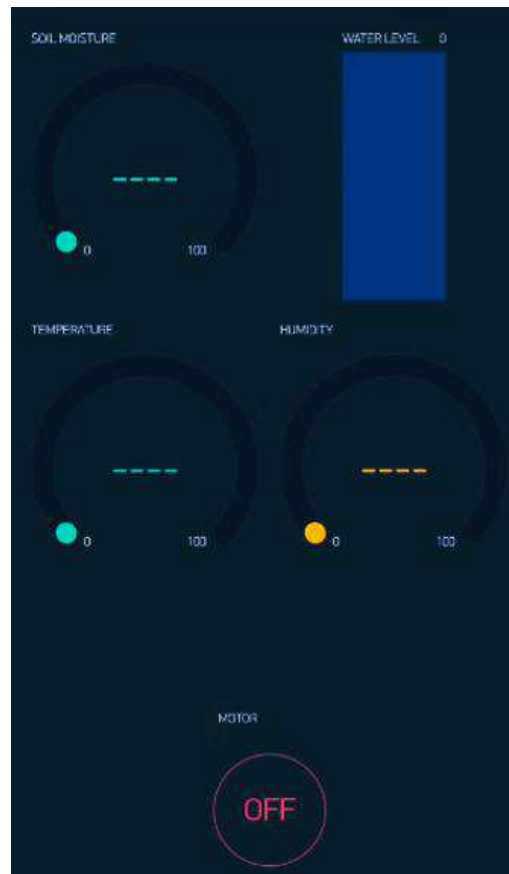 SOIL MOISTURE
WATER LEVEL 0
----
0 100
TEMPERATURE
HUMIDITY
----
----
0 100
0 100
MOTOR
OFF